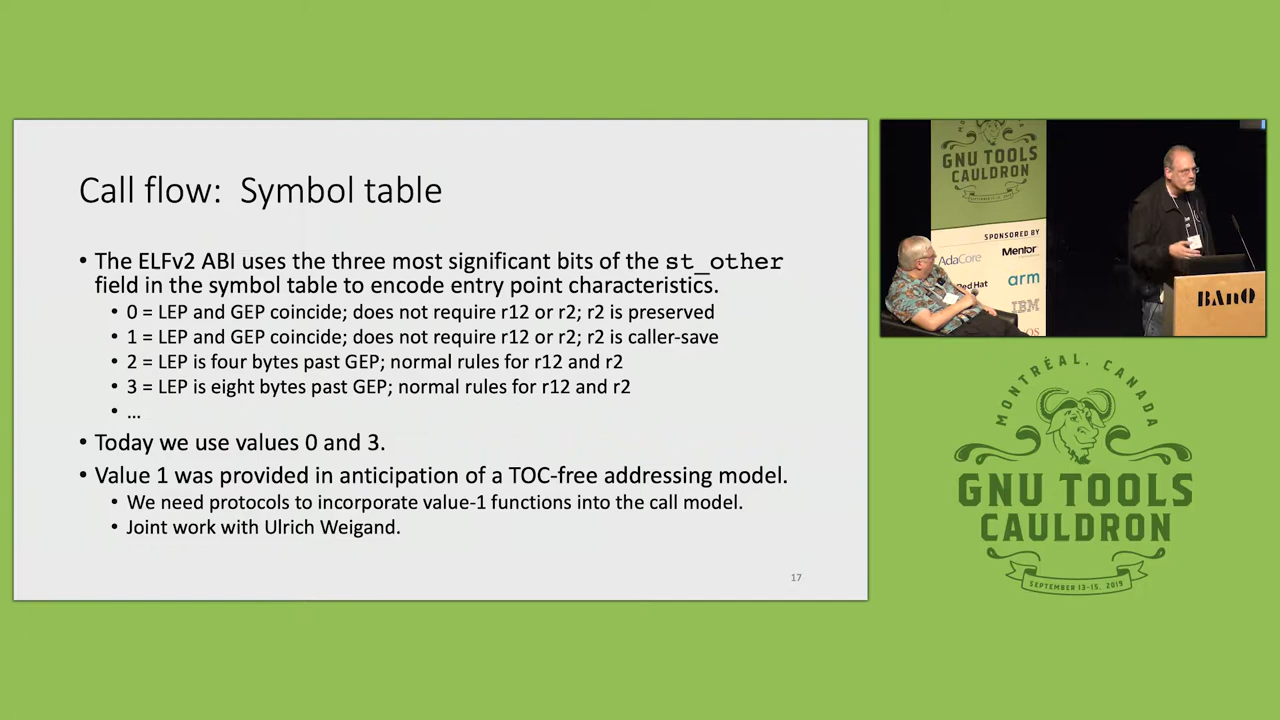 Call flow: Symbol table
• The ELFv2 ABI uses the three most significant bits of the st_other
field in the symbol table to encode entry point characteristics.
• 0 = LEP and GEP coincide; does not require r12 or r2; r2 is preserved
• 1 = LEP and GEP coincide; does not require r12 or r2; r2 is caller-save
• 2 = LEP is four bytes past GEP; normal rules for r12 and r2
• 3 = LEP is eight bytes past GEP; normal rules for r12 and r2
• ...
• Today we use values 0 and 3.
• Value 1 was provided in anticipation of a TOC-free addressing model.
• We need protocols to incorporate value-1 functions into the call model.
• Joint work with Ulrich Weigand.
17
GNU TOOLS
CAULDRON
SPONSORED BY
AdaCore
Mentor
Red Hat
arm
IBM
BAnQ
MONTRÉAL, CANADA
GNU TOOLS
CAULDRON
SEPTEMBER 13-15, 2019